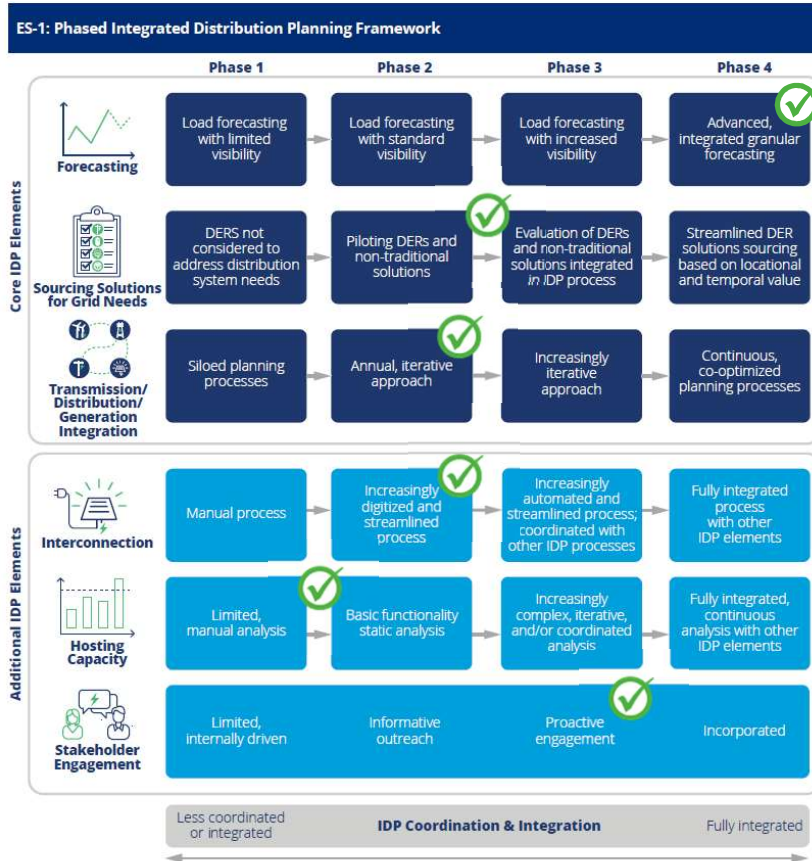 ES-1: Phased Integrated Distribution Planning Framework
Phase 1
Phase 2
Phase 3
Phase 4
Core IDP Elements
Forecasting
Load forecasting
with limited
visibility
Load forecasting
with standard
visibility
Load forecasting
with increased
visibility
Advanced,
integrated granular
forecasting
Sourcing Solutions
for Grid Needs
DERS not
considered to
address distribution
system needs
Piloting DERs and
non-traditional
solutions
Evaluation of DERs
and non-traditional
solutions integrated
in IDP process
Streamlined DER
solutions sourcing
based on locational
and temporal value
Transmission/
Distribution/
Generation
Integration
Siloed planning
processes
Annual, iterative
approach
Increasingly
iterative
approach
Continuous,
co-optimized
planning processes
Additional IDP Elements
Interconnection
Manual process
Increasingly
digitized and
streamlined
process
Increasingly
automated and
streamlined process;
coordinated with
other IDP processes
Fully integrated
process
with other
IDP elements
Hosting
Capacity
Limited,
manual analysis
Basic functionality
static analysis
Increasingly
complex, iterative,
and/or coordinated
analysis
Fully integrated,
continuous
analysis with other
IDP elements
Stakeholder
Engagement
Limited,
internally driven
Informative
outreach
Proactive
engagement
Incorporated
Less coordinated
or integrated
IDP Coordination & Integration
Fully integrated